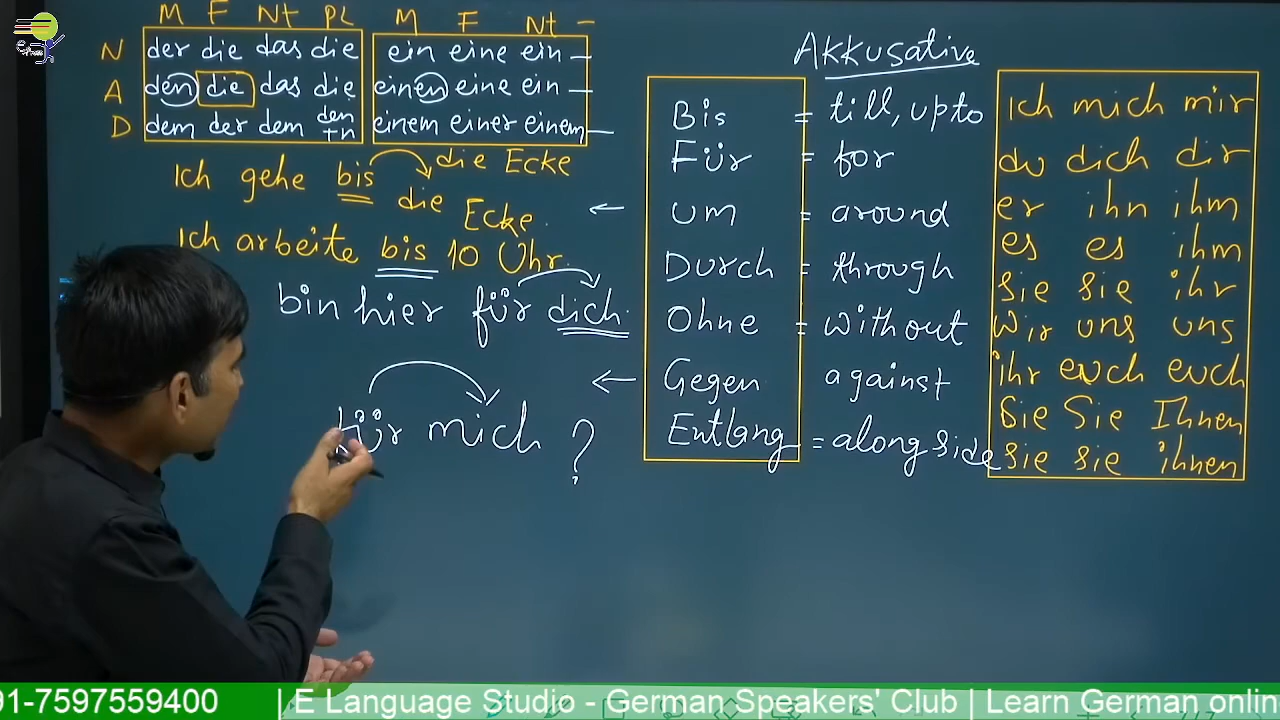 M F Nt PL
N der die das die
A den die das die
D dem der dem den +n
M F Nt –
ein eine ein –
einen eine ein –
einem einer einem –
Ich gehe bis die Ecke
die Ecke.
Ich arbeite bis 10 Uhr.
bin hier für dich.
für mich ?
Akkusative
Bis = till, upto
Für = for
um = around
Durch = through
Ohne = without
Gegen against
Entlang = along side
Ich mich mir
du dich dir
er ihn ihm
es es ihm
sie sie ihr
wir uns uns
ihr euch euch
Sie Sie Ihnen
sie sie ihnen
91-7597559400 | E Language Studio - German Speakers' Club | Learn German onlin